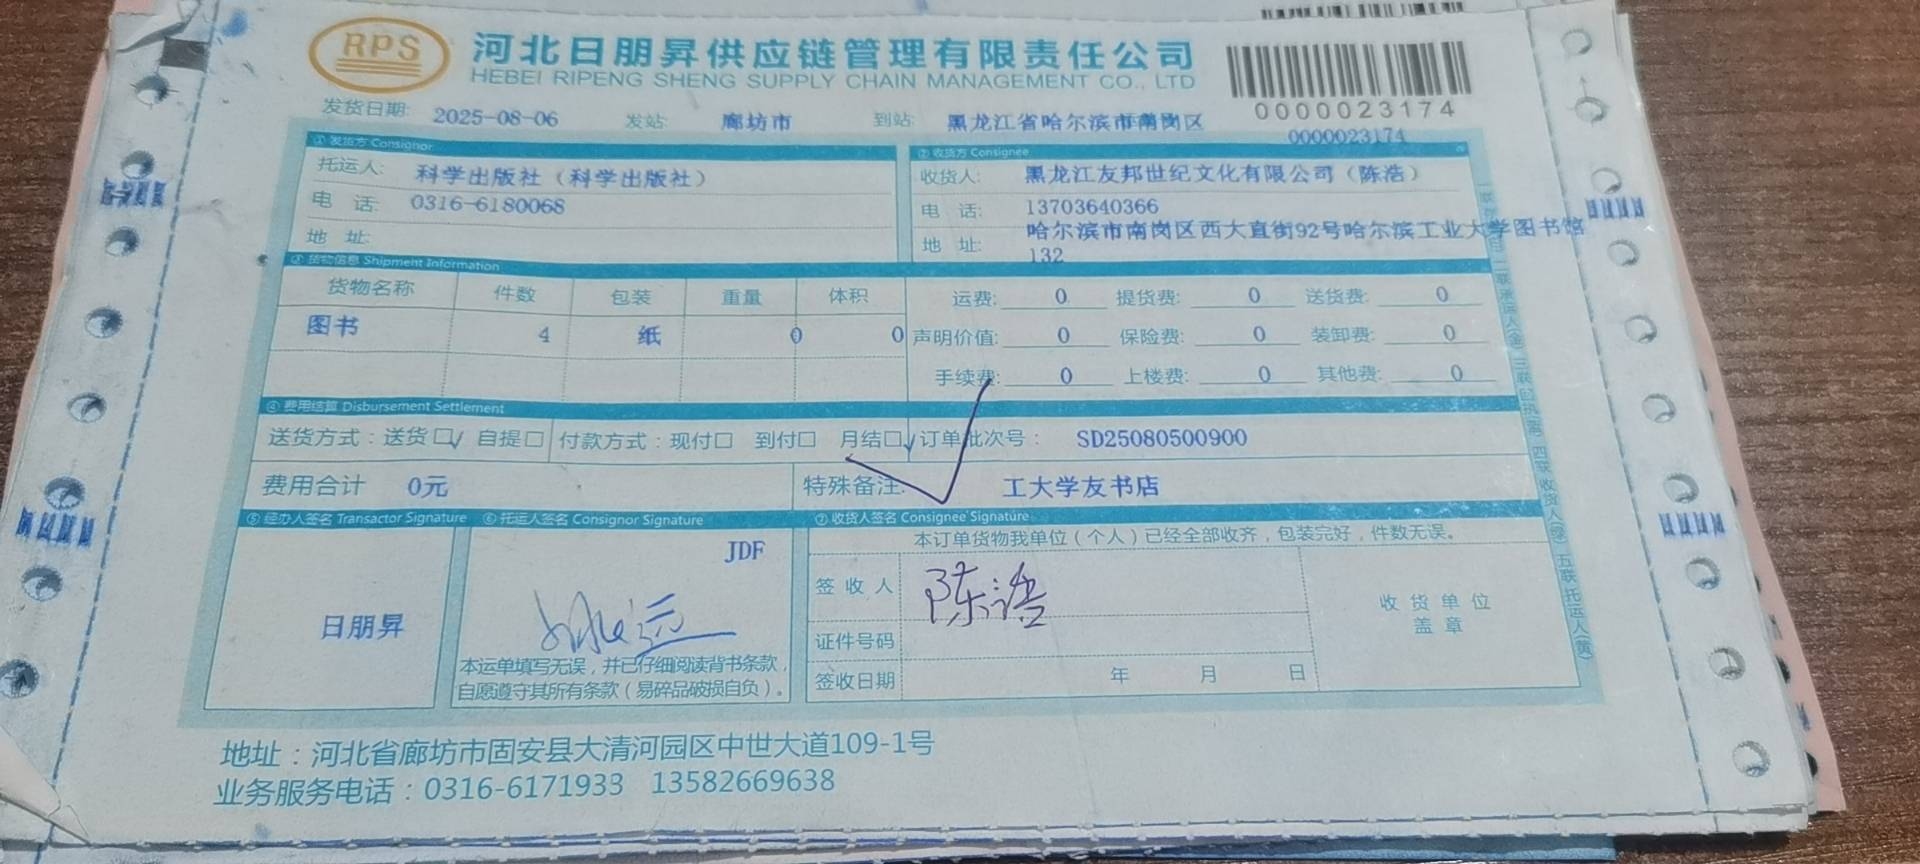 RPS
河北日朋昇供应链管理有限责任公司
HEBEI RIPENG SHENG SUPPLY CHAIN MANAGEMENT CO., LTD
0000023174
发货日期: 2025-08-06 发站: 廊坊市 到站: 黑龙江省哈尔滨市南岗区
0000023174
① 发货方 Consignor
② 收货方 Consignee
托运人: 科学出版社（科学出版社）
收货人: 黑龙江友邦世纪文化有限公司（陈浩）
电 话: 0316-6180068
电 话: 13703640366
地 址:
地 址: 哈尔滨市南岗区西大直街92号哈尔滨工业大学图书馆
132
③ 货物信息 Shipment Information
货物名称 件数 包装 重量 体积
运费: 0 提货费: 0 送货费: 0
图书 4 纸 0 0
声明价值: 0 保险费: 0 装卸费: 0
手续费: 0 上楼费: 0 其他费: 0
④ 费用结算 Disbursement Settlement
送货方式：送货□√ 自提□ 付款方式：现付□ 到付□ 月结□√ 订单批次号： SD25080500900
费用合计 0元 特殊备注: 工大学友书店
⑤ 经办人签名 Transactor Signature
⑥ 托运人签名 Consignor Signature
⑦ 收货人签名 Consignee Signature
日朋昇
JDF
本运单填写无误，并已仔细阅读背书条款，
自愿遵守其所有条款（易碎品破损自负）。
本订单货物我单位（个人）已经全部收齐，包装完好，件数无误。
签 收 人 陈浩
证件号码
签收日期 年 月 日
收 货 单 位
盖 章
地址：河北省廊坊市固安县大清河园区中世大道109-1号
业务服务电话：0316-6171933 13582669638